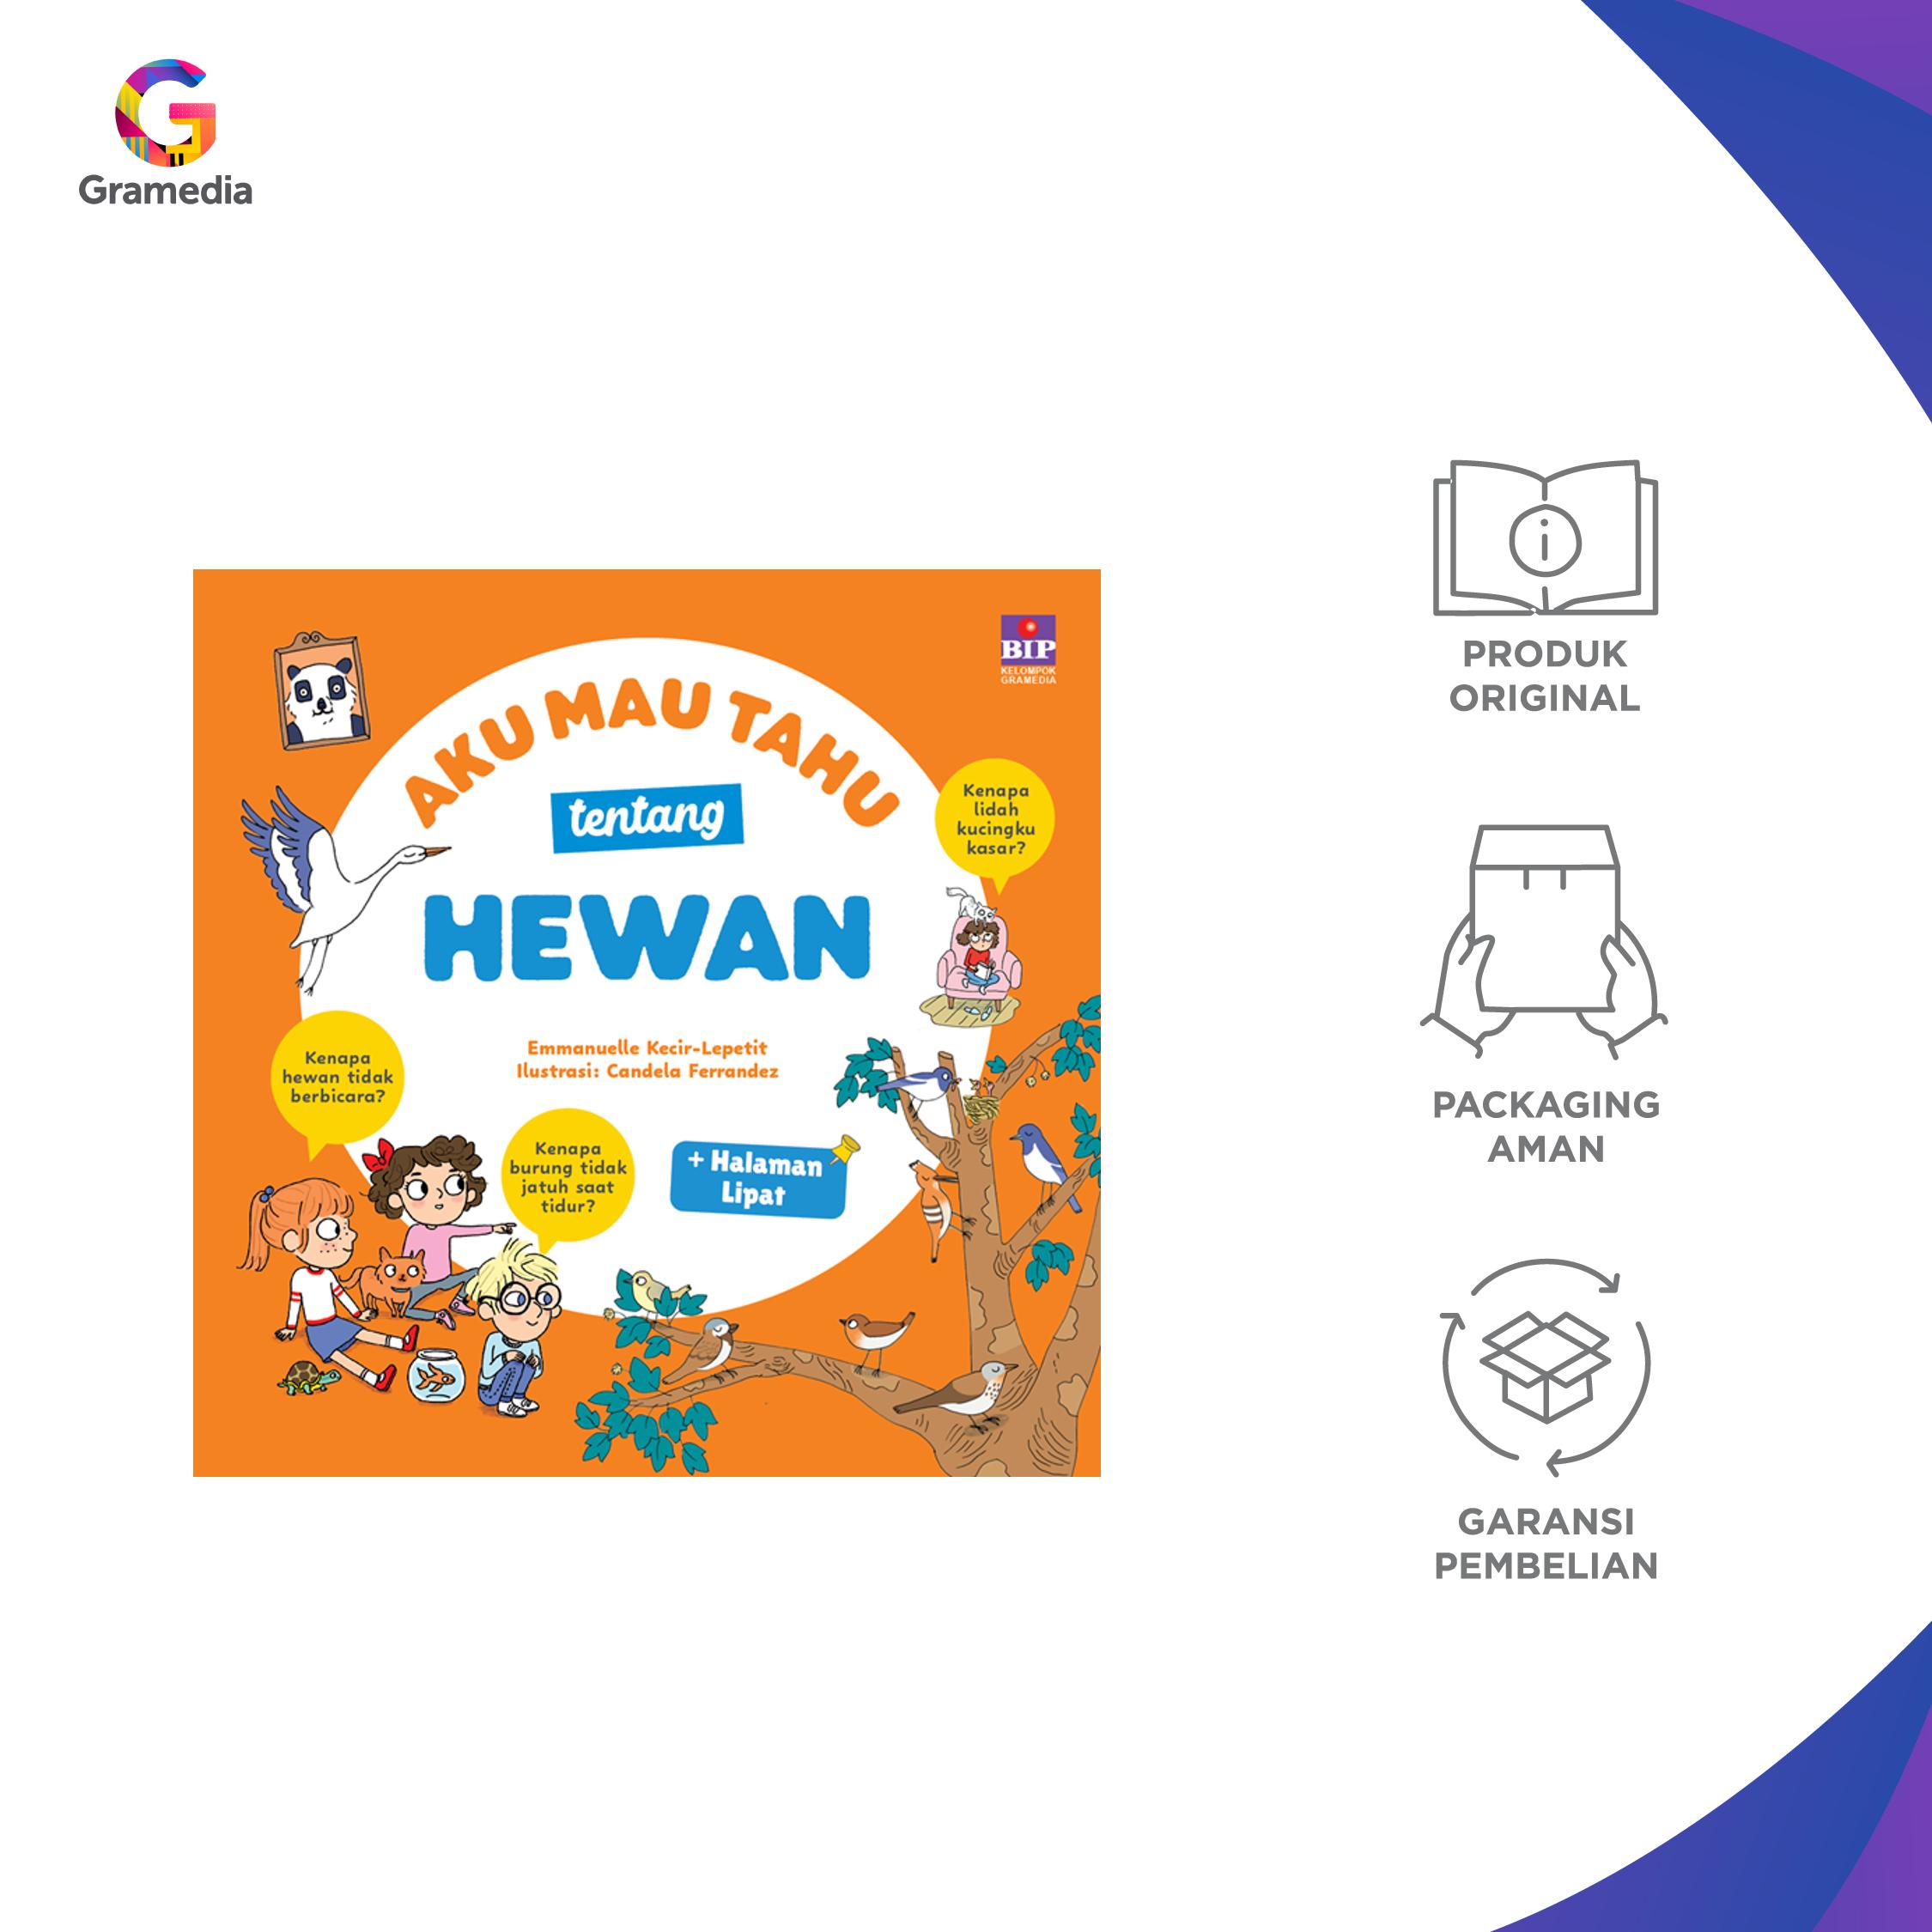 Gramedia
BIP
KELOMPOK
GRAMEDIA
AKU MAU TAHU
tentang
HEWAN
Kenapa
lidah
kucingku
kasar?
Emmanuelle Kecir-Lepetit
Ilustrasi: Candela Ferrandez
Kenapa
hewan tidak
berbicara?
Kenapa
burung tidak
jatuh saat
tidur?
+ Halaman
Lipat
PRODUK
ORIGINAL
PACKAGING
AMAN
GARANSI
PEMBELIAN